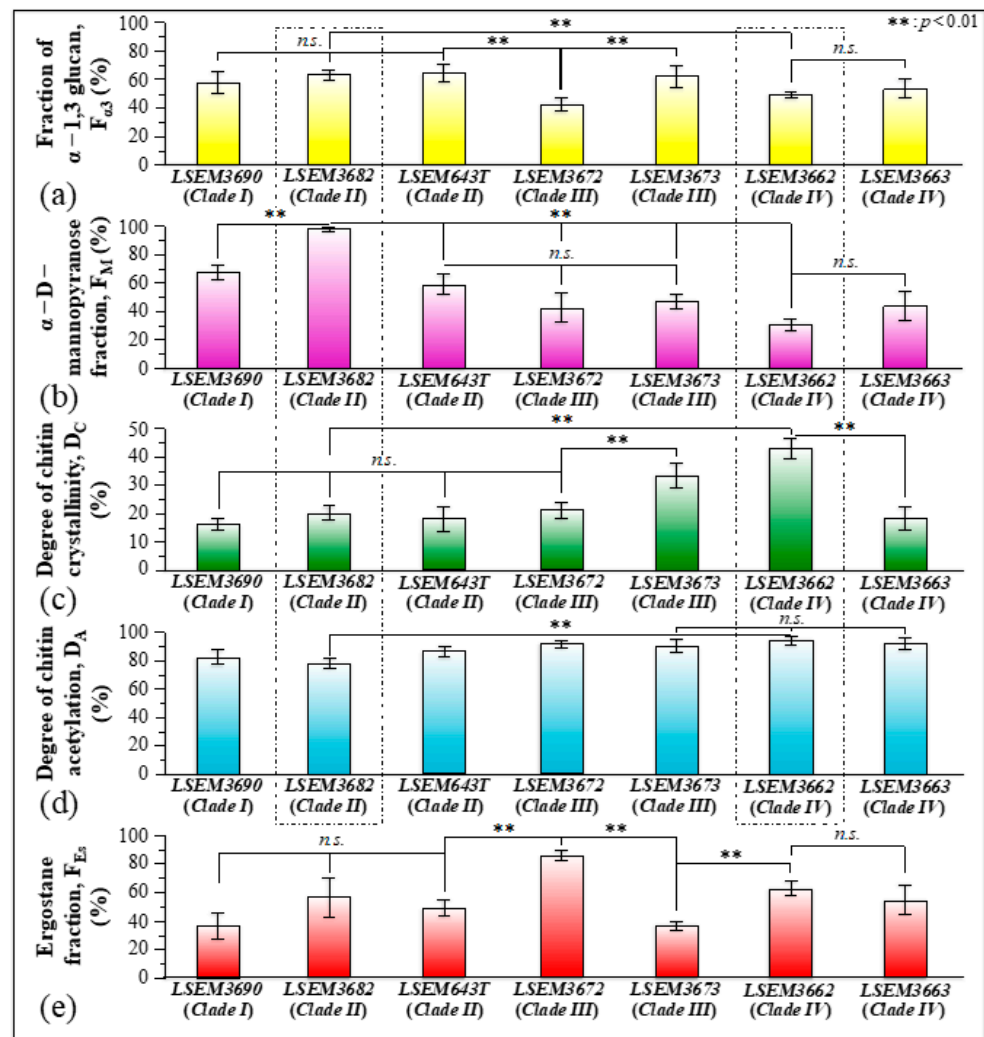 **: p<0.01
Fraction of
α−1,3 glucan,
Fα3 (%)
100
80
60
40
20
0
n.s.
**
**
**
n.s.
LSEM3690 LSEM3682 LSEM643T LSEM3672 LSEM3673 LSEM3662 LSEM3663
(Clade I) (Clade II) (Clade II) (Clade III) (Clade III) (Clade IV) (Clade IV)
(a)
α−D−
mannopyranose
fraction, FM (%)
100
80
60
40
20
0
**
**
n.s.
n.s.
LSEM3690 LSEM3682 LSEM643T LSEM3672 LSEM3673 LSEM3662 LSEM3663
(Clade I) (Clade II) (Clade II) (Clade III) (Clade III) (Clade IV) (Clade IV)
(b)
Degree of chitin
crystallinity, DC
(%)
50
40
30
20
10
0
n.s.
**
**
**
LSEM3690 LSEM3682 LSEM643T LSEM3672 LSEM3673 LSEM3662 LSEM3663
(Clade I) (Clade II) (Clade II) (Clade III) (Clade III) (Clade IV) (Clade IV)
(c)
Degree of chitin
acetylation, DA
(%)
100
80
60
40
20
0
**
n.s.
LSEM3690 LSEM3682 LSEM643T LSEM3672 LSEM3673 LSEM3662 LSEM3663
(Clade I) (Clade II) (Clade II) (Clade III) (Clade III) (Clade IV) (Clade IV)
(d)
Ergostane
fraction, FEs
(%)
100
80
60
40
20
0
n.s.
**
**
**
n.s.
LSEM3690 LSEM3682 LSEM643T LSEM3672 LSEM3673 LSEM3662 LSEM3663
(Clade I) (Clade II) (Clade II) (Clade III) (Clade III) (Clade IV) (Clade IV)
(e)